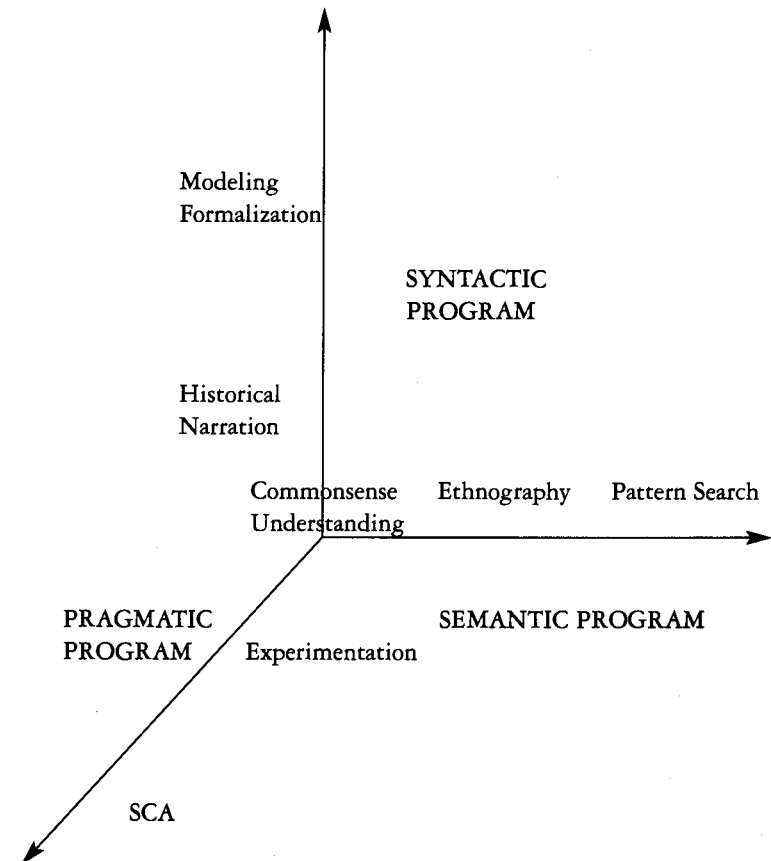 Modeling
Formalization
SYNTACTIC
PROGRAM
Historical
Narration
Commonsense
Understanding
Ethnography
Pattern Search
PRAGMATIC
PROGRAM
SEMANTIC PROGRAM
Experimentation
SCA